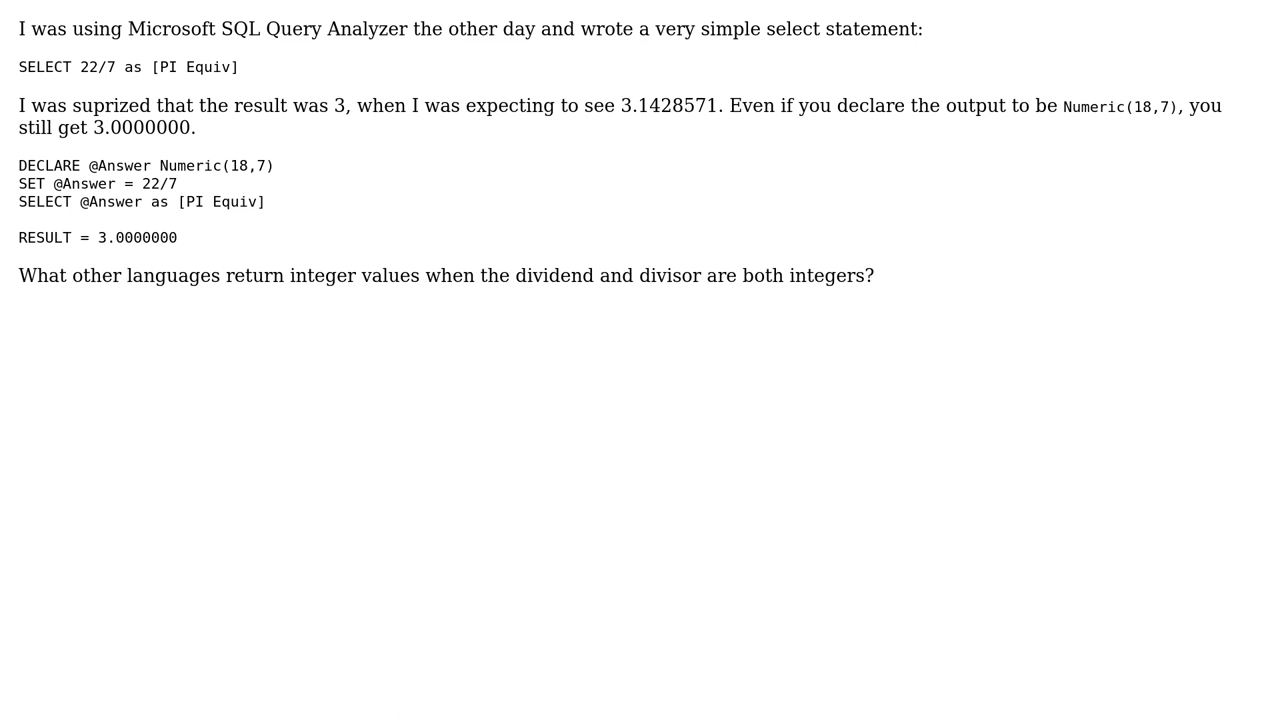 I was using Microsoft SQL Query Analyzer the other day and wrote a very simple select statement:
SELECT 22/7 as [PI Equiv]
I was suprized that the result was 3, when I was expecting to see 3.1428571. Even if you declare the output to be Numeric(18,7), you
still get 3.0000000.
DECLARE @Answer Numeric(18,7)
SET @Answer = 22/7
SELECT @Answer as [PI Equiv]
RESULT = 3.0000000
What other languages return integer values when the dividend and divisor are both integers?